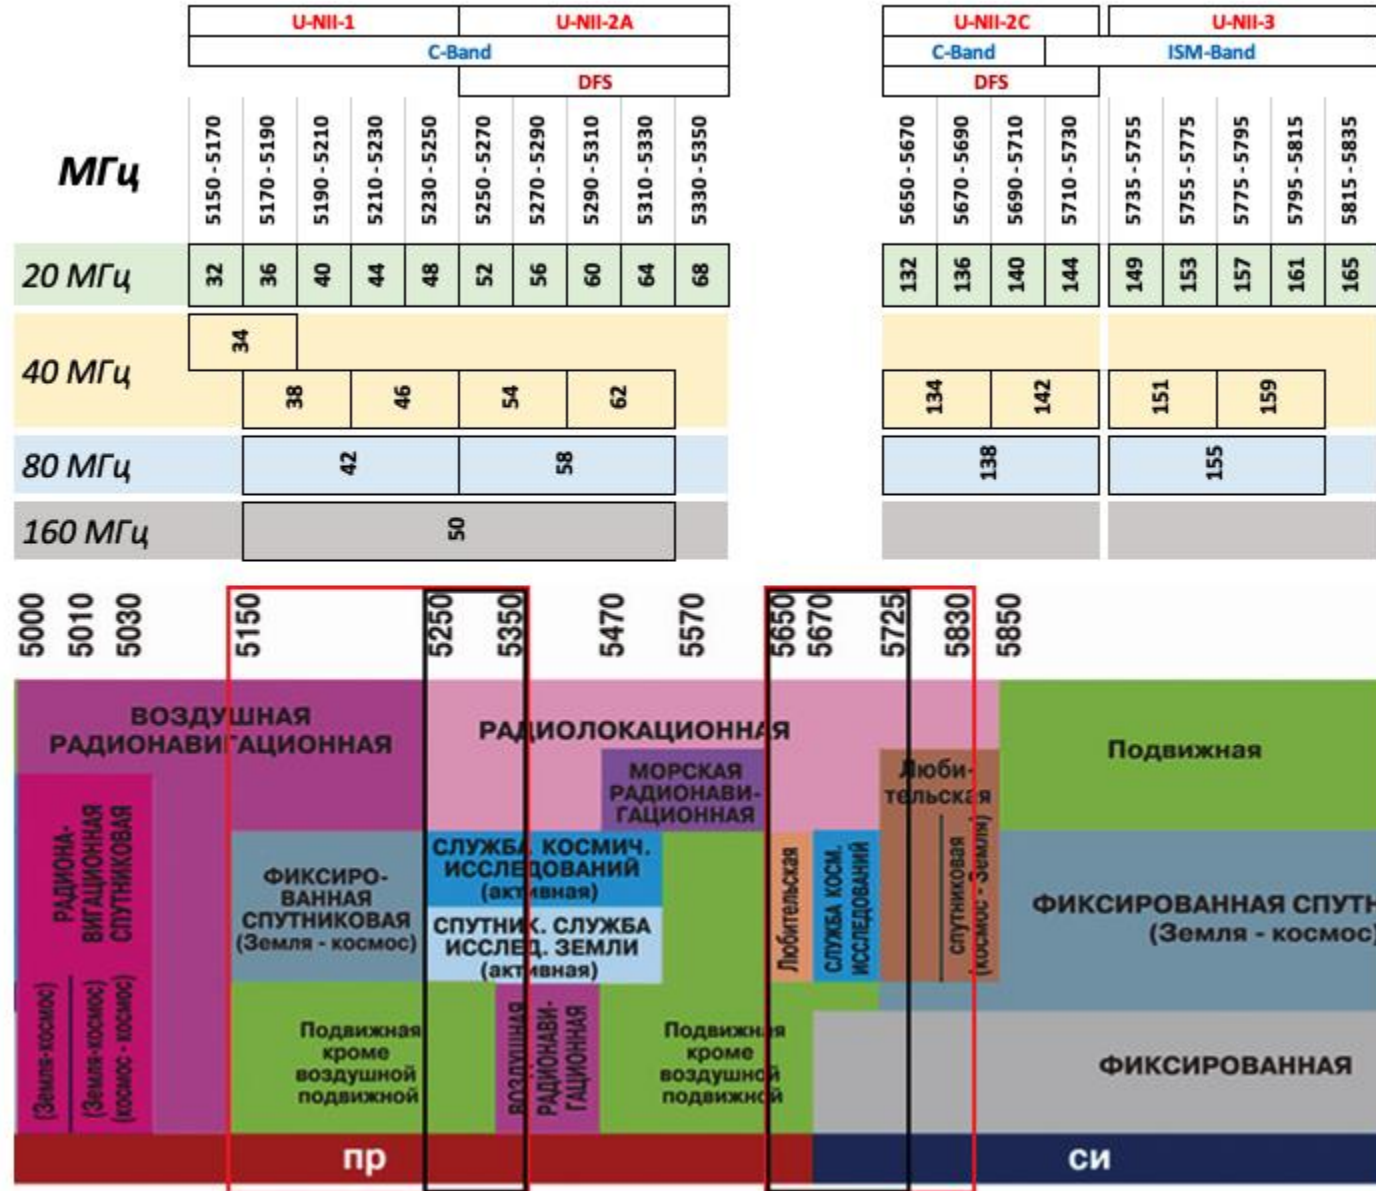 U-NII-1 U-NII-2A U-NII-2C U-NII-3
C-Band C-Band ISM-Band
DFS DFS
МГц
5150 - 5170
5170 - 5190
5190 - 5210
5210 - 5230
5230 - 5250
5250 - 5270
5270 - 5290
5290 - 5310
5310 - 5330
5330 - 5350
5650 - 5670
5670 - 5690
5690 - 5710
5710 - 5730
5735 - 5755
5755 - 5775
5775 - 5795
5795 - 5815
5815 - 5835
20 МГц 32 36 40 44 48 52 56 60 64 68 132 136 140 144 149 153 157 161 165
34
40 МГц
38 46 54 62 134 142 151 159
80 МГц 42 58 138 155
160 МГц 50
5000 5010 5030 5150 5250 5350 5470 5570 5650 5670 5725 5830 5850
ВОЗДУШНАЯ
РАДИОНАВИГАЦИОННАЯ
РАДИОЛОКАЦИОННАЯ
МОРСКАЯ
РАДИОНАВИ-
ГАЦИОННАЯ
Люби-
тельская
спутниковая
(космос - Земля)
Подвижная
РАДИОНА-
ВИГАЦИОННАЯ
СПУТНИКОВАЯ
(Земля-космос)
(Земля-космос)
(космос - космос)
ФИКСИРО-
ВАННАЯ
СПУТНИКОВАЯ
(Земля - космос)
СЛУЖБА КОСМИЧ.
ИССЛЕДОВАНИЙ
(активная)
СПУТНИК. СЛУЖБА
ИССЛЕД. ЗЕМЛИ
(активная)
Любительская
СЛУЖБА КОСМ.
ИССЛЕДОВАНИЙ
ФИКСИРОВАННАЯ СПУТН
(Земля - космос)
Подвижная
кроме
воздушной
подвижной
ВОЗДУШНАЯ
РАДИОНАВИ-
ГАЦИОННАЯ
Подвижная
кроме
воздушной
подвижной
ФИКСИРОВАННАЯ
пр си